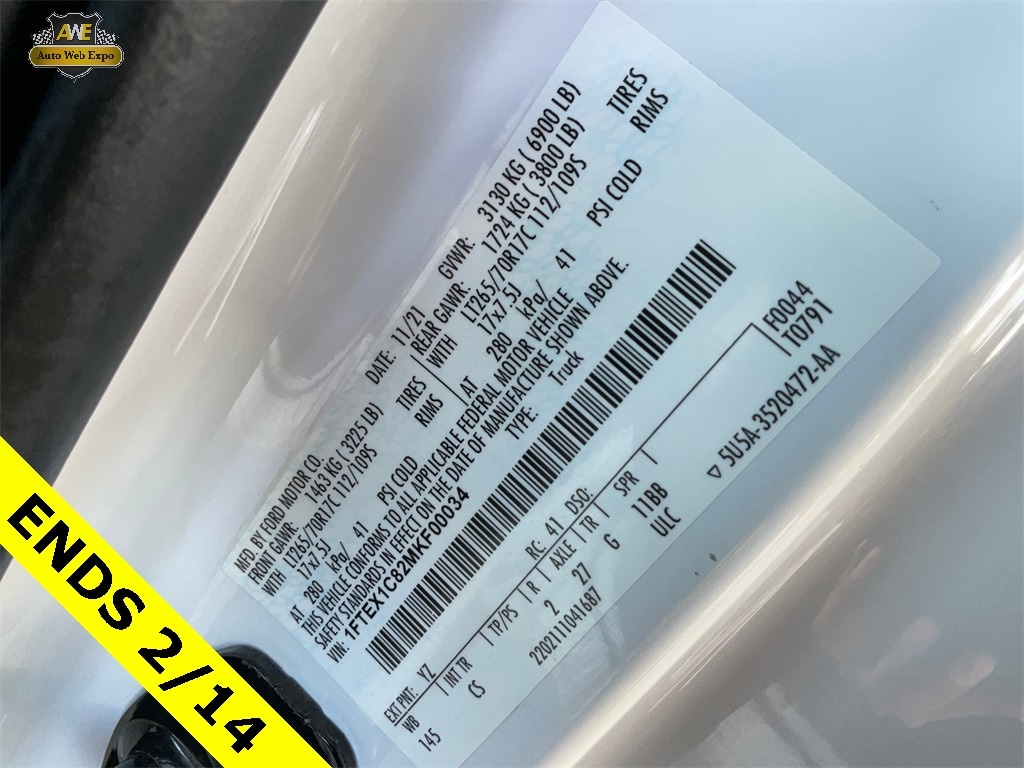 AWE
Auto Web Expo
MFD. BY FORD MOTOR CO.
DATE: 11/21
GVWR: 3130 KG ( 6900 LB)
FRONT GAWR: 1463 KG ( 3225 LB)
REAR GAWR: 1724 KG ( 3800 LB)
WITH LT265/70R17C 112/109S TIRES
WITH LT265/70R17C 112/109S TIRES
17x7.5J RIMS
17x7.5J RIMS
AT 280 kPa/ 41 PSI COLD
AT 280 kPa/ 41 PSI COLD
THIS VEHICLE CONFORMS TO ALL APPLICABLE FEDERAL MOTOR VEHICLE
SAFETY STANDARDS IN EFFECT ON THE DATE OF MANUFACTURE SHOWN ABOVE.
VIN: 1FTEX1C82MKF00034
TYPE: Truck
EXT PNT: YZ RC: 41 DSO: F0044
WB INT TR TP/PS R AXLE TR SPR T0791
145 CS 2 27 G 11BB
220211041687 ULC
5U5A-3520472-AA
ENDS 2/14